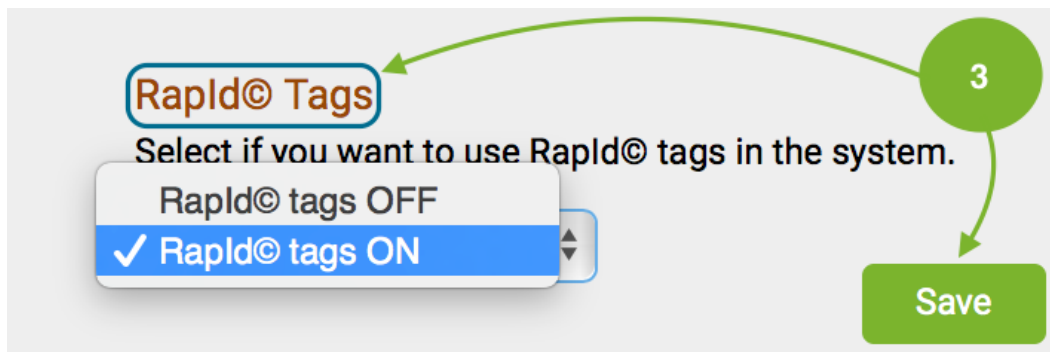 3
RapId© Tags
Select if you want to use RapId© tags in the system.
RapId© tags OFF
✓ RapId© tags ON
Save